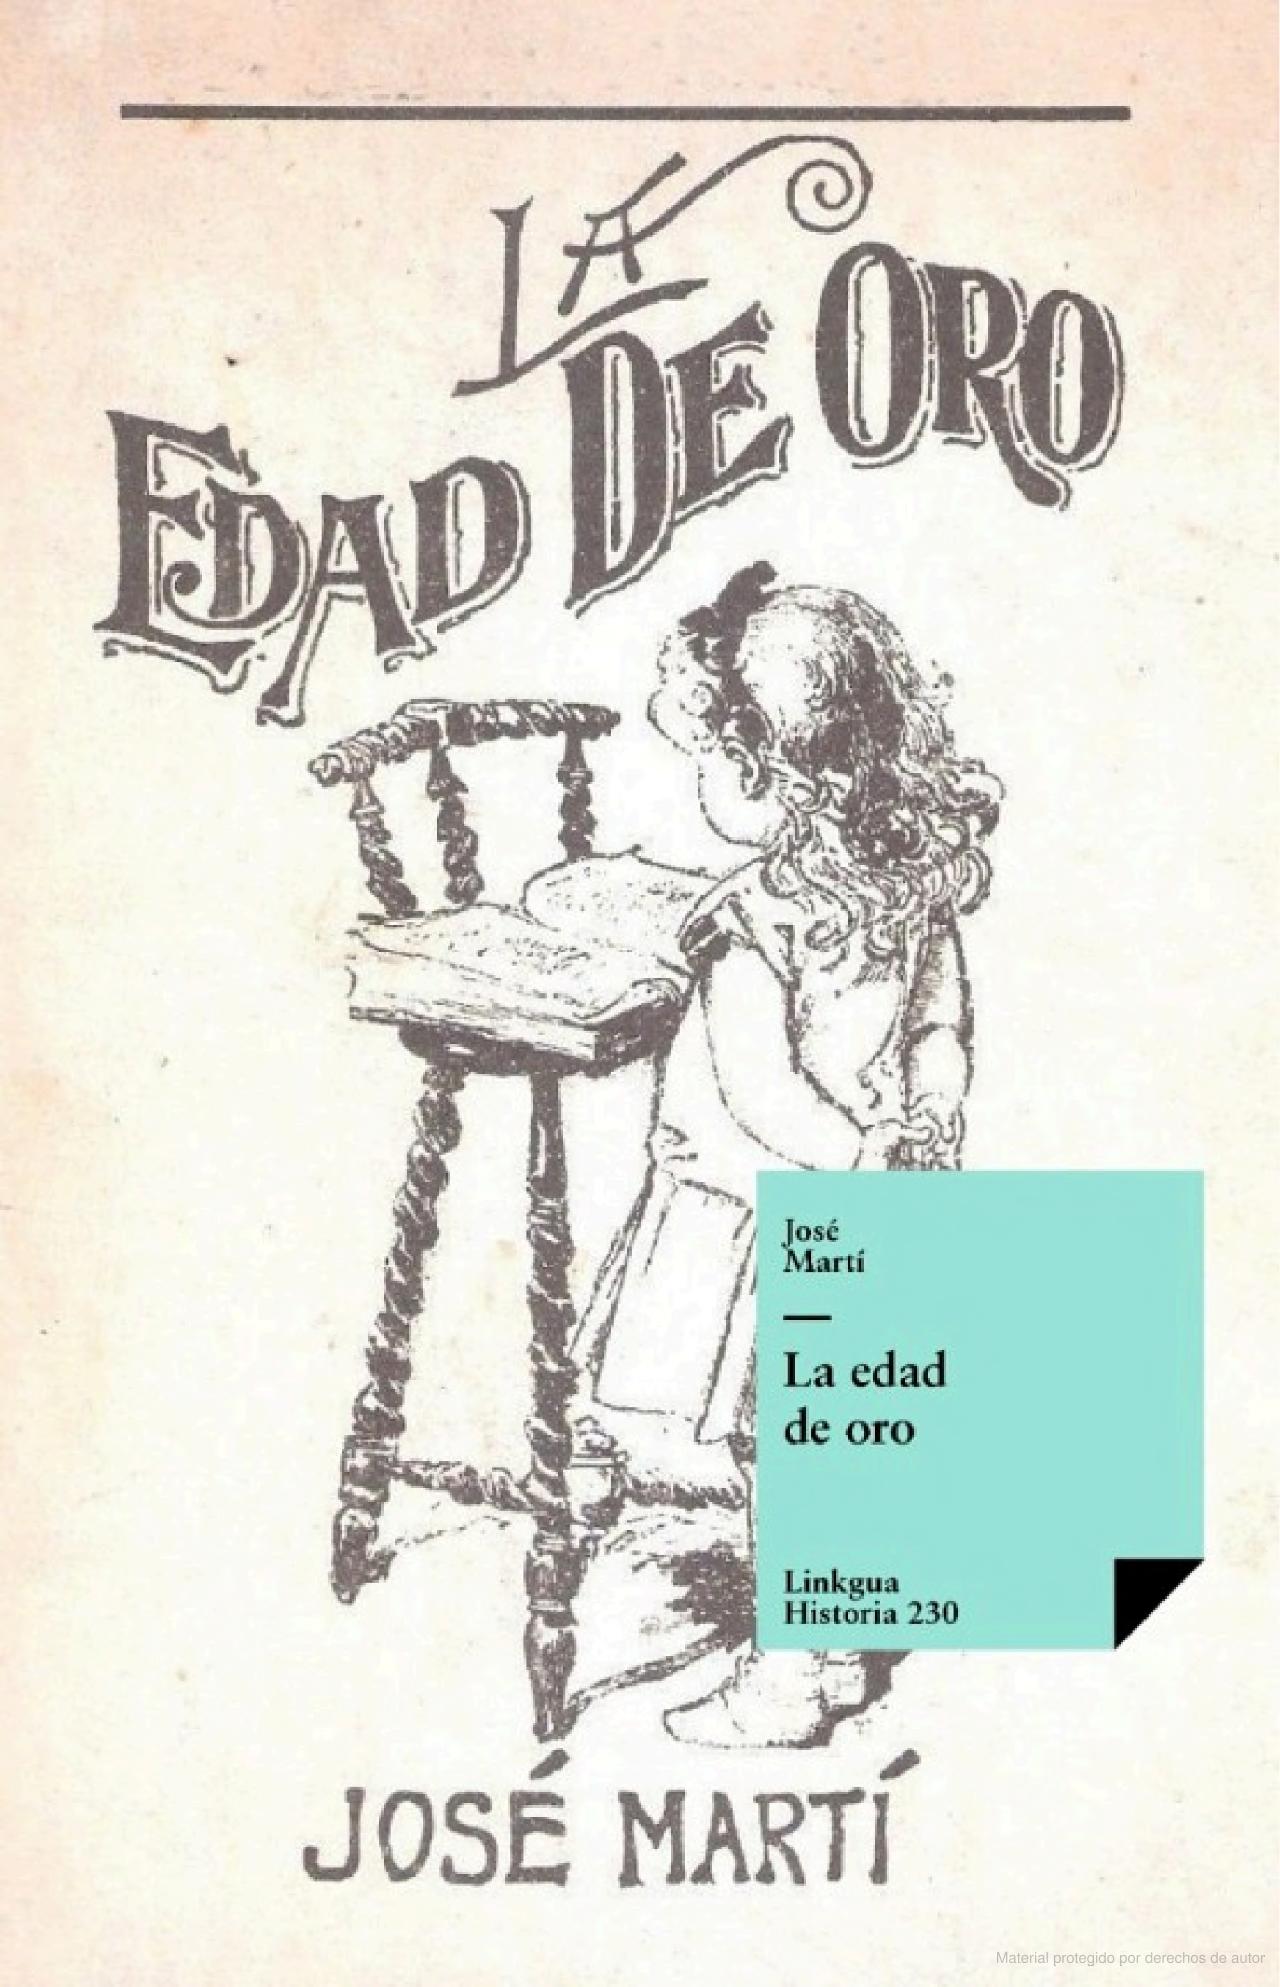 LA
EDAD DE ORO
José
Martí
La edad
de oro
Linkgua
Historia 230
JOSÉ MARTÍ
Material protegido por derechos de autor